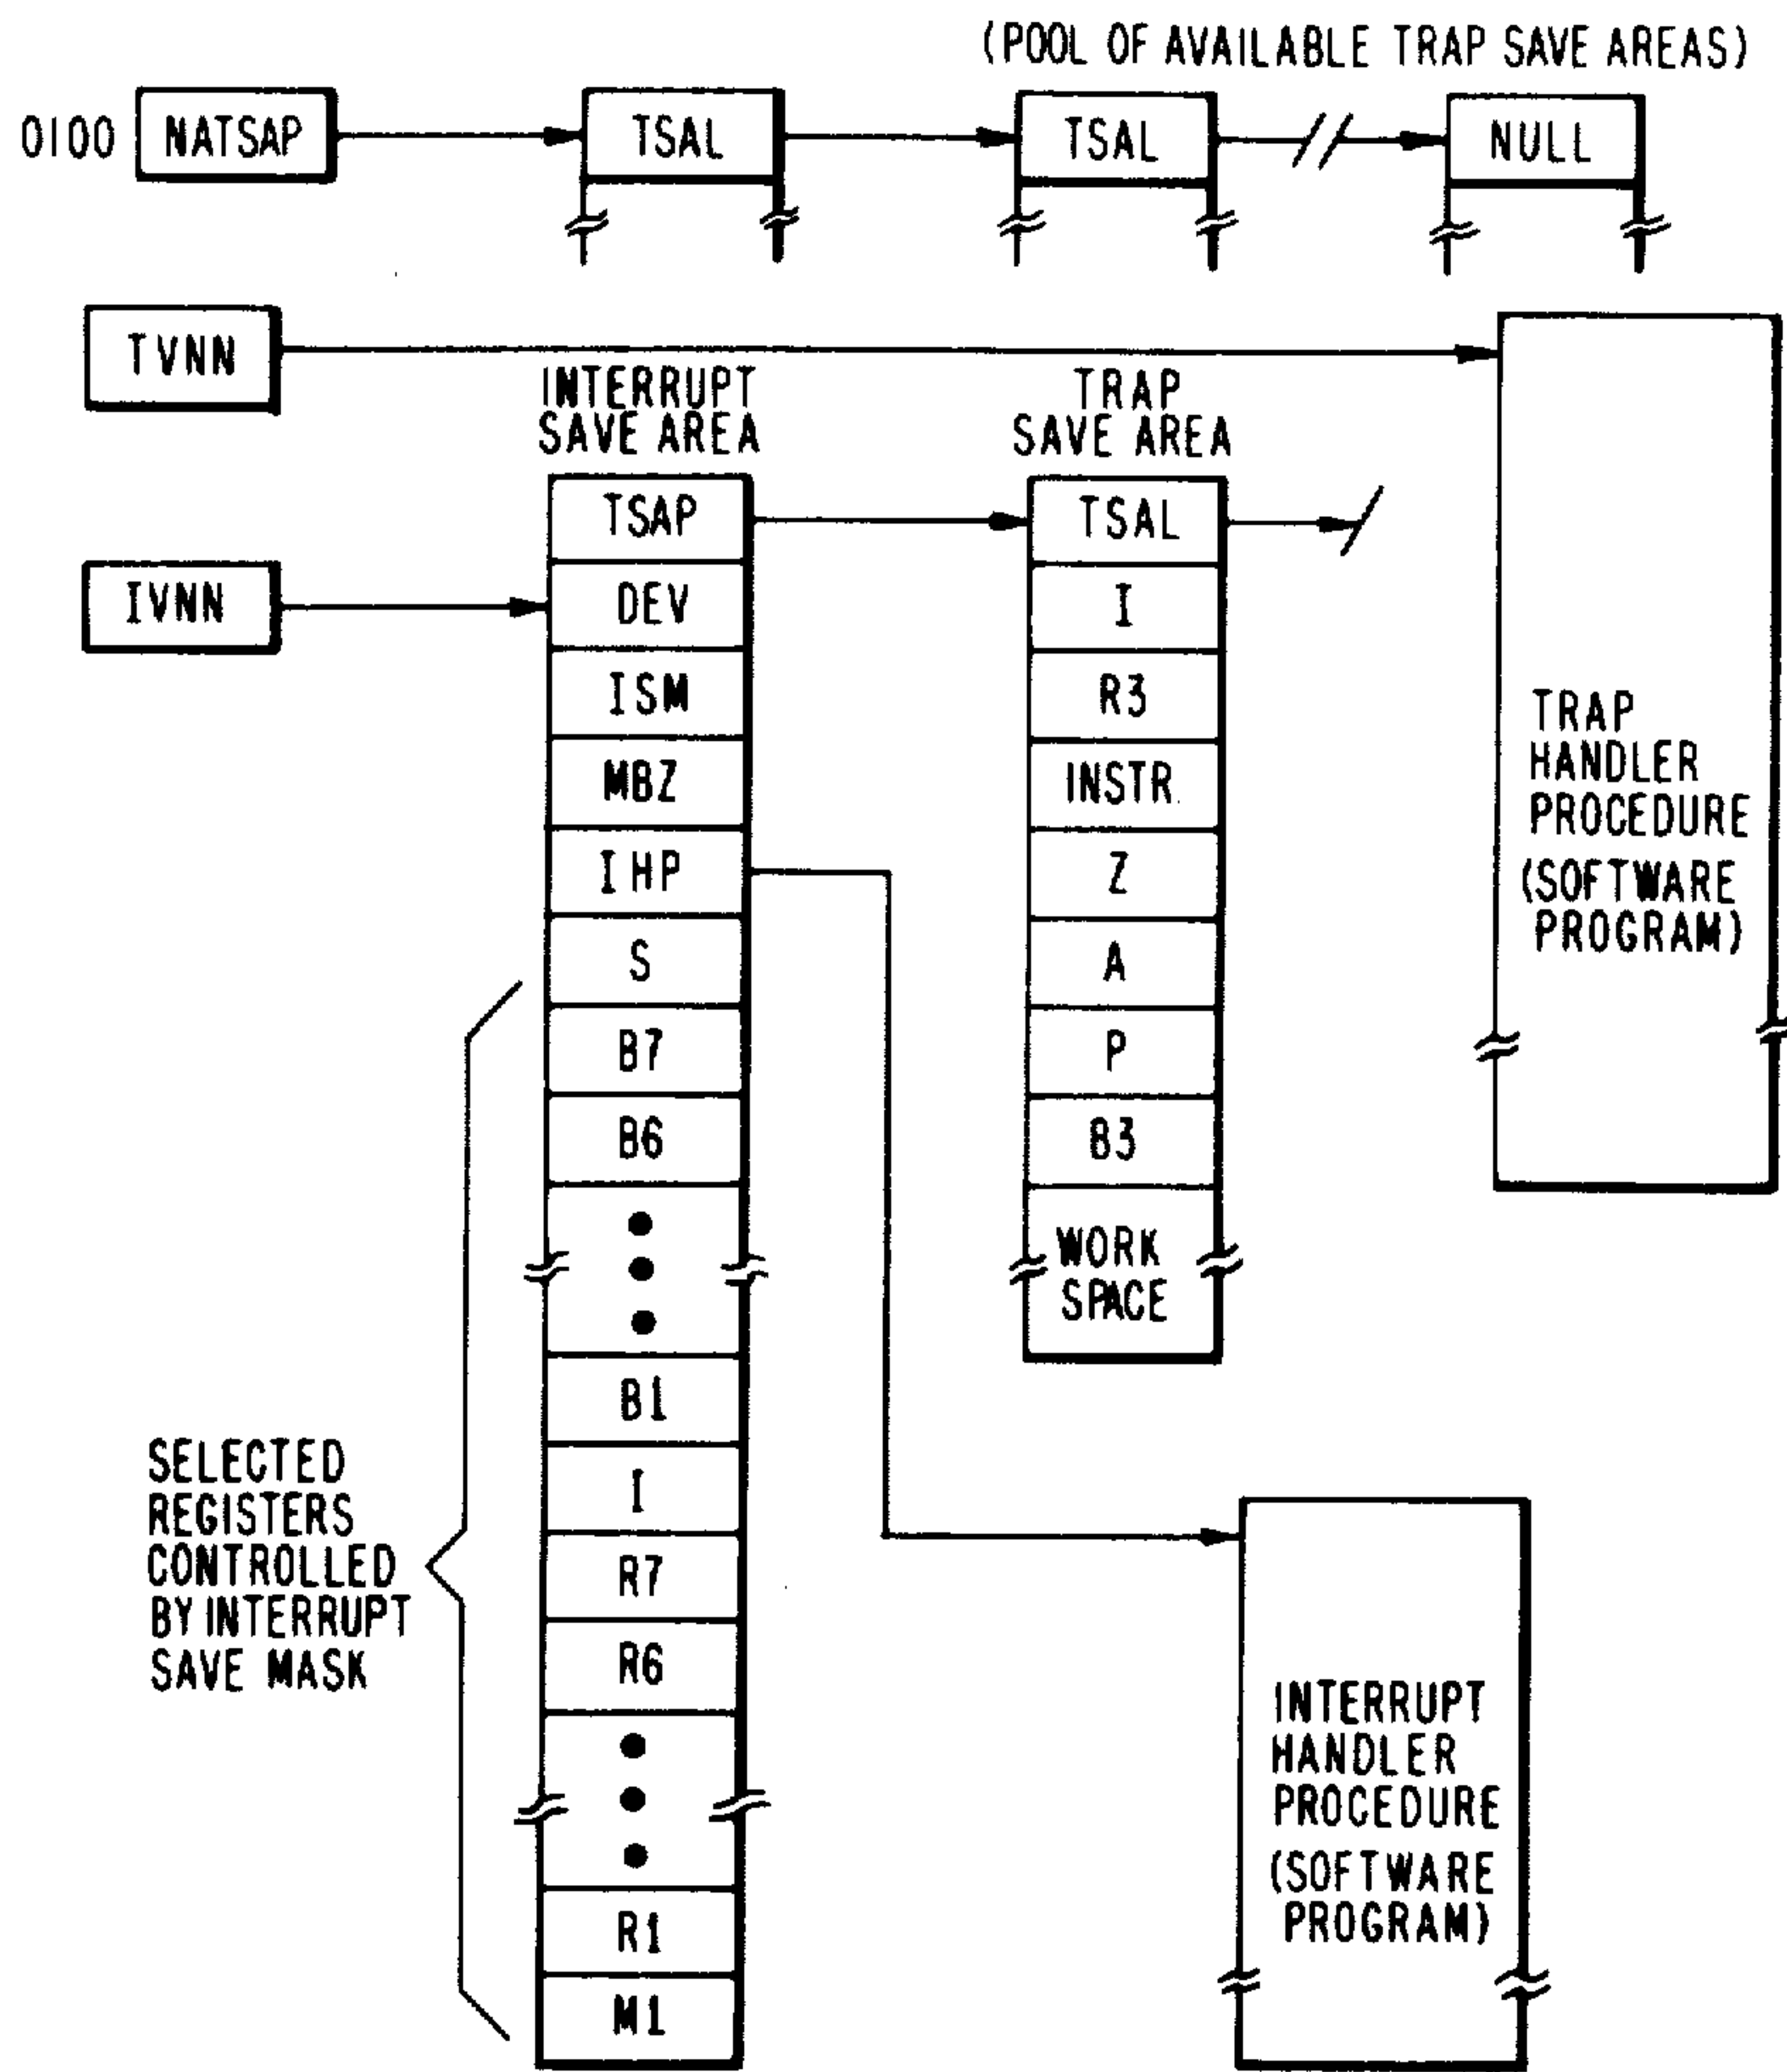 (POOL OF AVAILABLE TRAP SAVE AREAS)
0100 NATSAP TSAL TSAL NULL
TVNN
INTERRUPT
SAVE AREA
TSAP
IVNN
DEV
ISM
MBZ
IHP
S
B7
B6
B1
I
R7
R6
R1
M1
TRAP
SAVE AREA
TSAL
I
R3
INSTR.
Z
A
P
B3
WORK
SPACE
TRAP
HANDLER
PROCEDURE
(SOFTWARE
PROGRAM)
SELECTED
REGISTERS
CONTROLLED
BY INTERRUPT
SAVE MASK
INTERRUPT
HANDLER
PROCEDURE
(SOFTWARE
PROGRAM)